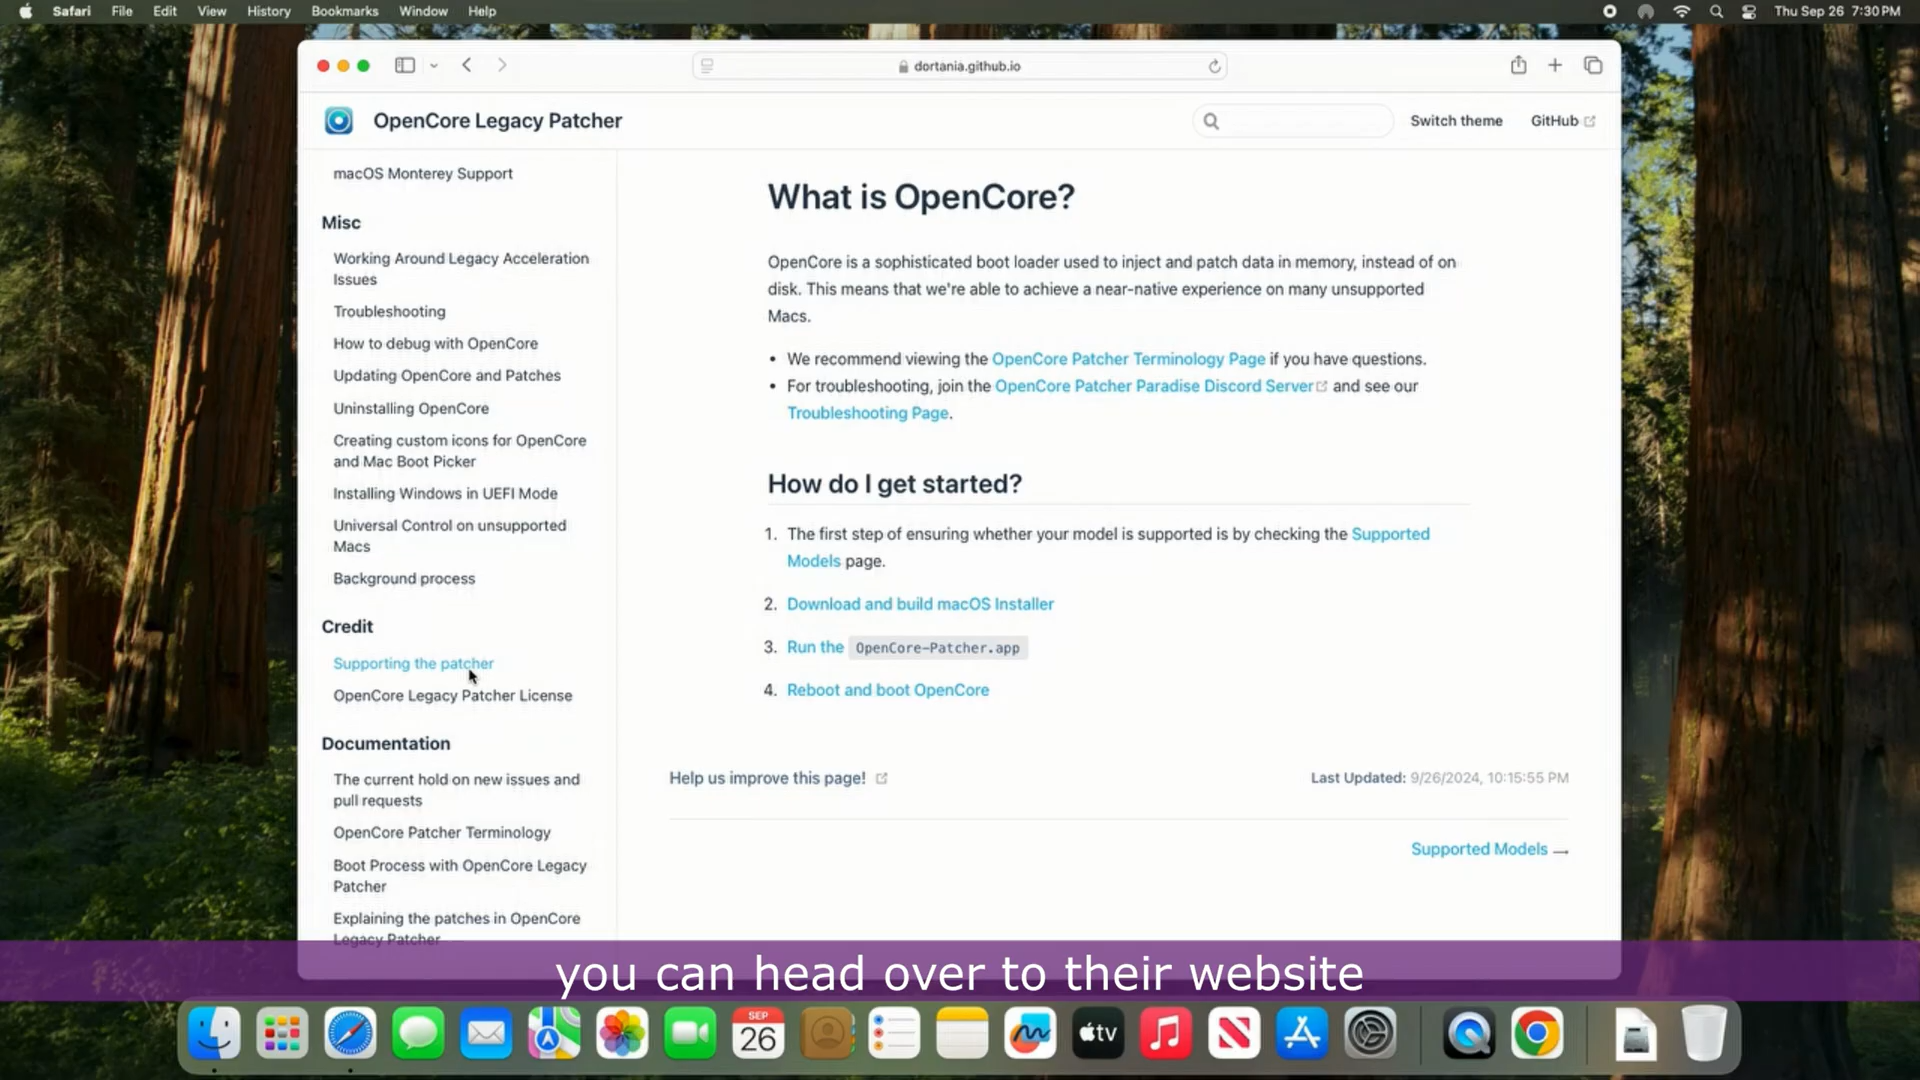 Safari File Edit View History Bookmarks Window Help Thu Sep 26 7:30 PM
dortania.github.io
OpenCore Legacy Patcher Switch theme GitHub
macOS Monterey Support
Misc
Working Around Legacy Acceleration
Issues
Troubleshooting
How to debug with OpenCore
Updating OpenCore and Patches
Uninstalling OpenCore
Creating custom icons for OpenCore
and Mac Boot Picker
Installing Windows in UEFI Mode
Universal Control on unsupported
Macs
Background process
Credit
Supporting the patcher
OpenCore Legacy Patcher License
Documentation
The current hold on new issues and
pull requests
OpenCore Patcher Terminology
Boot Process with OpenCore Legacy
Patcher
Explaining the patches in OpenCore
Legacy Patcher
What is OpenCore?
OpenCore is a sophisticated boot loader used to inject and patch data in memory, instead of on
disk. This means that we're able to achieve a near-native experience on many unsupported
Macs.
• We recommend viewing the OpenCore Patcher Terminology Page if you have questions.
• For troubleshooting, join the OpenCore Patcher Paradise Discord Server and see our
Troubleshooting Page.
How do I get started?
1. The first step of ensuring whether your model is supported is by checking the Supported
Models page.
2. Download and build macOS Installer
3. Run the OpenCore-Patcher.app
4. Reboot and boot OpenCore
Help us improve this page! Last Updated: 9/26/2024, 10:15:55 PM
Supported Models →
you can head over to their website
SEP
26
tv